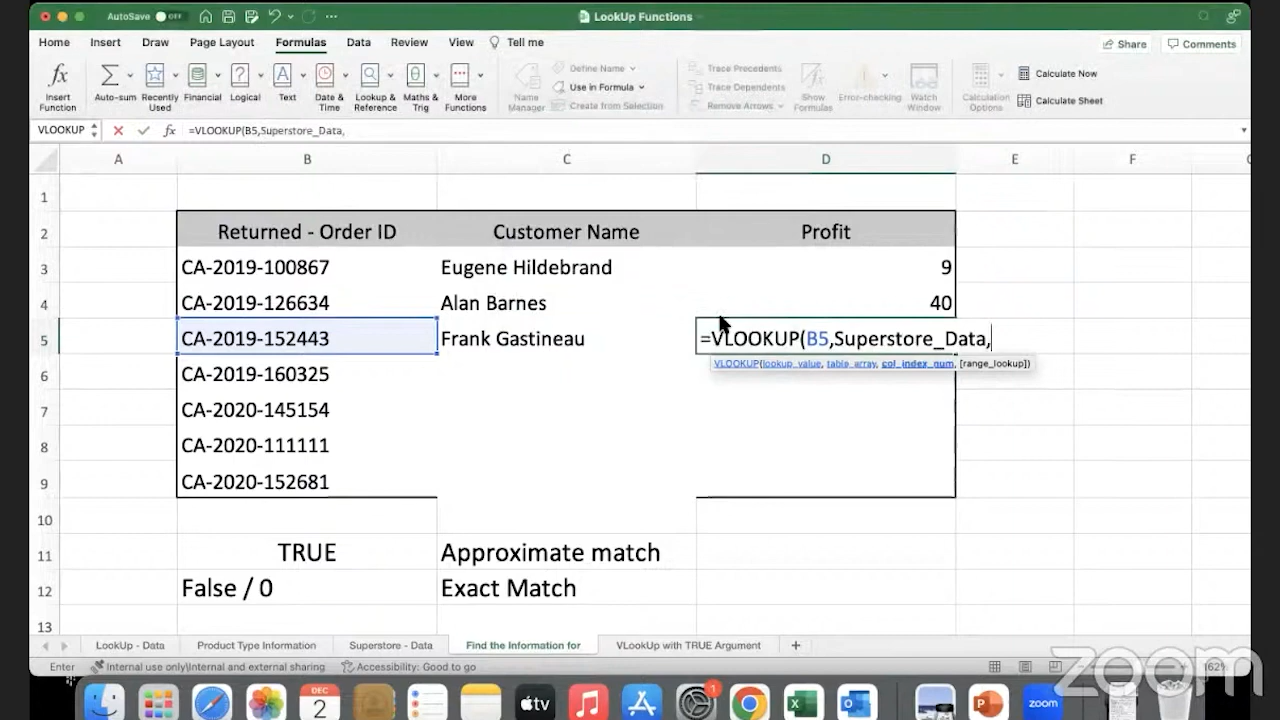 AutoSave OFF
LookUp Functions
Home Insert Draw Page Layout Formulas Data Review View Tell me
Share Comments
Insert Function
Auto-sum
Recently Used
Financial
Logical
Text
Date & Time
Lookup & Reference
Maths & Trig
More Functions
Name Manager
Define Name
Use in Formula
Create from Selection
Trace Precedents
Trace Dependents
Remove Arrows
Show Formulas
Error-checking
Watch Window
Calculation Options
Calculate Now
Calculate Sheet
VLOOKUP fx =VLOOKUP(B5,Superstore_Data,
A B C D E F
1
2 Returned - Order ID Customer Name Profit
3 CA-2019-100867 Eugene Hildebrand 9
4 CA-2019-126634 Alan Barnes 40
5 CA-2019-152443 Frank Gastineau =VLOOKUP(B5,Superstore_Data,
VLOOKUP(lookup_value, table_array, col_index_num, [range_lookup])
6 CA-2019-160325
7 CA-2020-145154
8 CA-2020-111111
9 CA-2020-152681
10
11 TRUE Approximate match
12 False / 0 Exact Match
13
LookUp - Data Product Type Information Superstore - Data Find the Information for VLookUp with TRUE Argument +
Enter Internal use only\Internal and external sharing Accessibility: Good to go 162%
DEC
2
tv
1
zoom
zoom